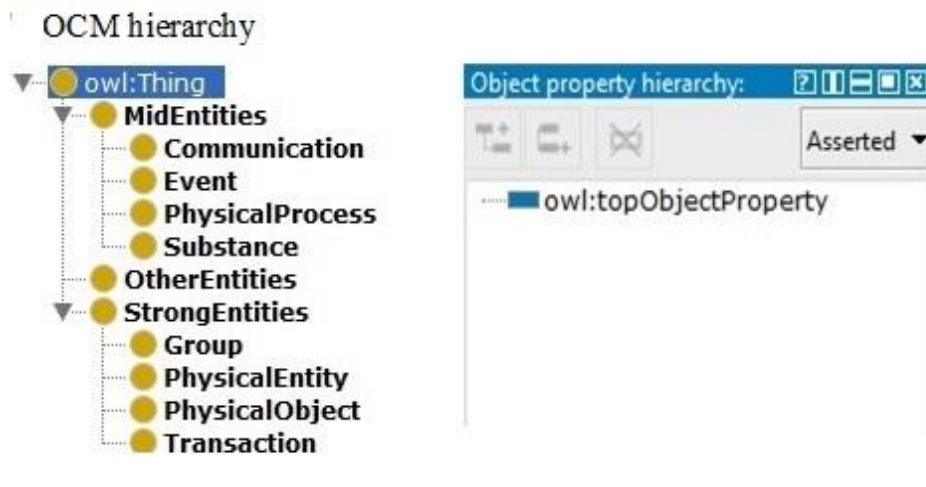 OCM hierarchy
owl:Thing
MidEntities
Communication
Event
PhysicalProcess
Substance
OtherEntities
StrongEntities
Group
PhysicalEntity
PhysicalObject
Transaction
Object property hierarchy:
Asserted
owl:topObjectProperty